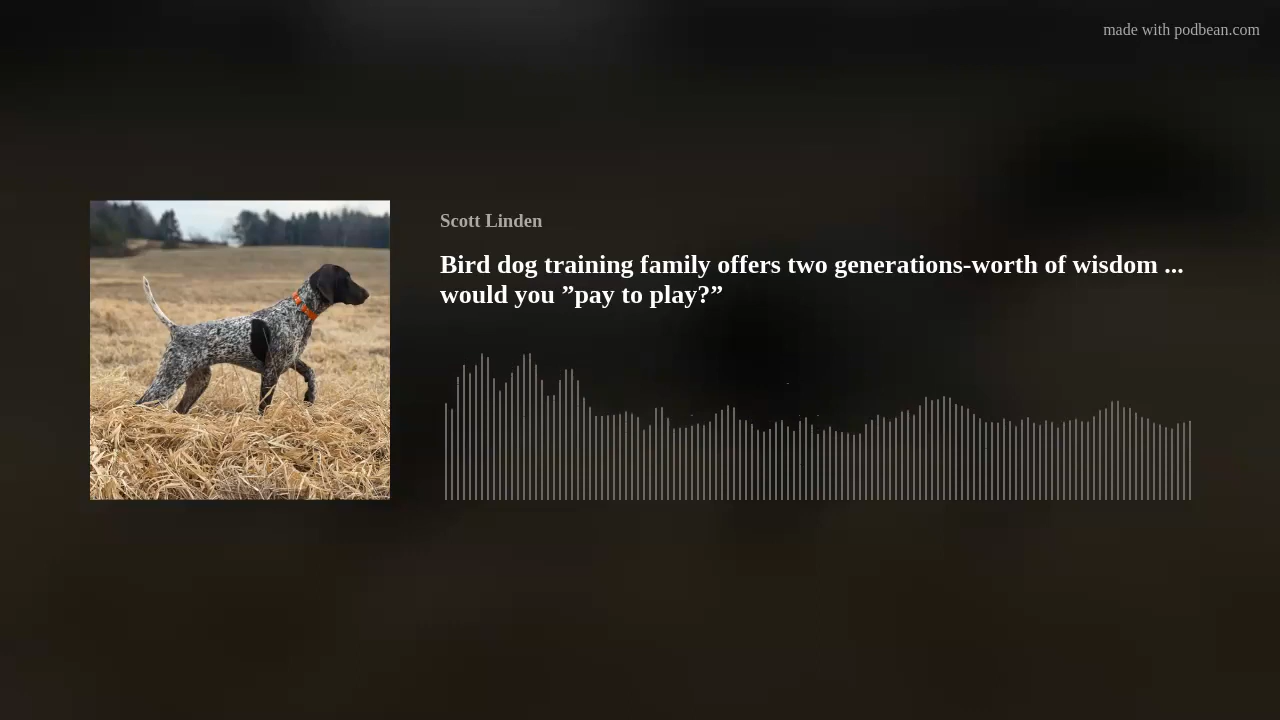 made with podbean.com
Scott Linden
Bird dog training family offers two generations-worth of wisdom ...
would you ”pay to play?”